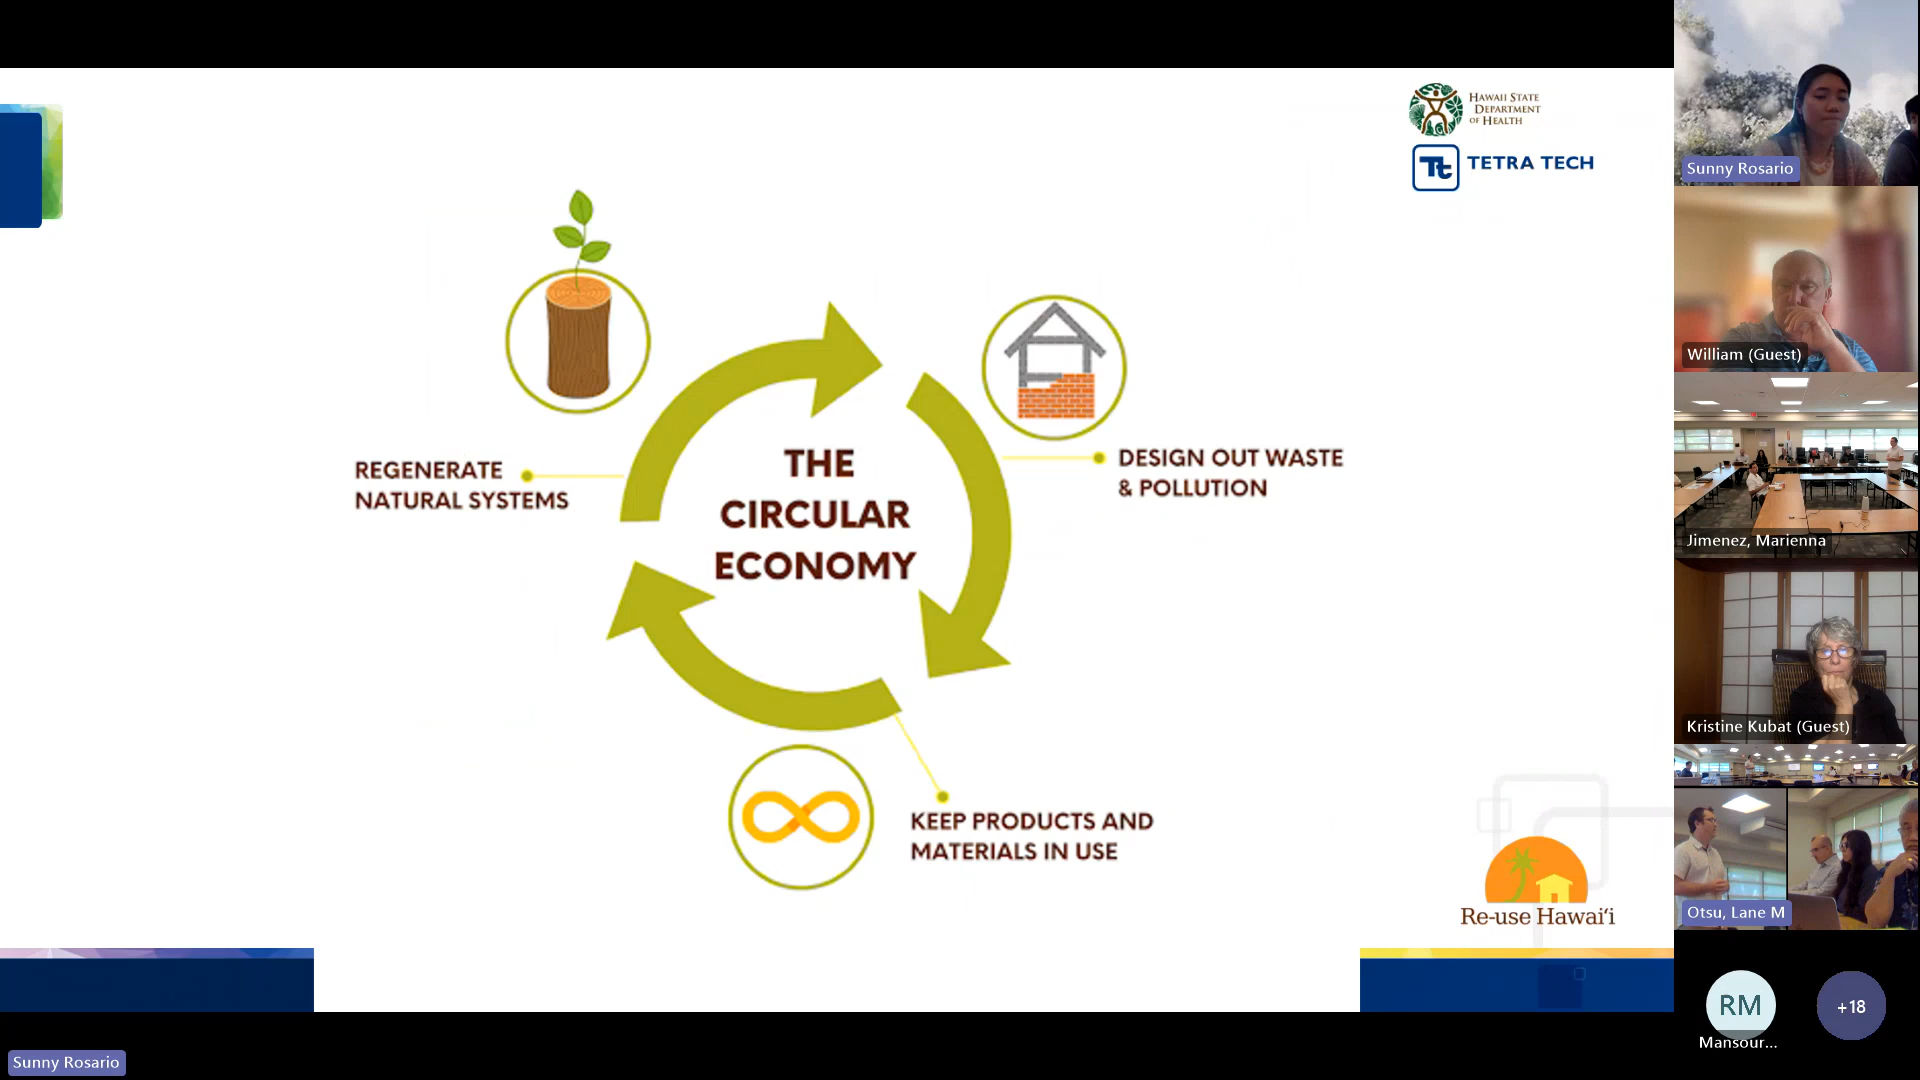 HAWAII STATE
DEPARTMENT
OF HEALTH
Tt TETRA TECH
THE
CIRCULAR
ECONOMY
REGENERATE
NATURAL SYSTEMS
DESIGN OUT WASTE
& POLLUTION
KEEP PRODUCTS AND
MATERIALS IN USE
Re-use Hawai‘i
Sunny Rosario
Sunny Rosario
William (Guest)
Jimenez, Marienna
Kristine Kubat (Guest)
Otsu, Lane M
RM
Mansour...
+18